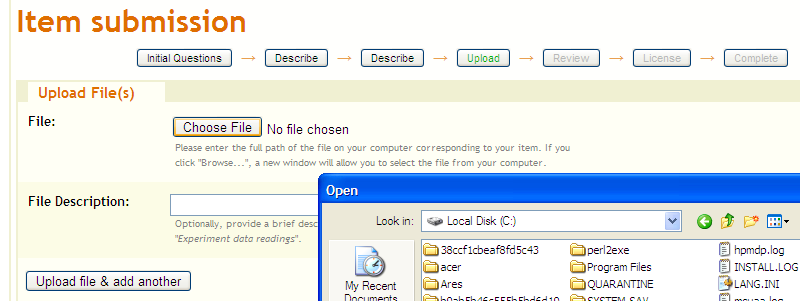 Item submission
Initial Questions → Describe → Describe → Upload → Review → License → Complete
Upload File(s)
File:
Choose File No file chosen
Please enter the full path of the file on your computer corresponding to your item. If you
click "Browse...", a new window will allow you to select the file from your computer.
File Description:
Optionally, provide a brief desc
"Experiment data readings".
Upload file & add another
Open
Look in: Local Disk (C:)
My Recent
Documents
38ccf1cbeaf8fd5c43
acer
Ares
perl2exe
Program Files
QUARANTINE
SYSTEM.SAV
hpmdp.log
INSTALL.LOG
LANG.INI